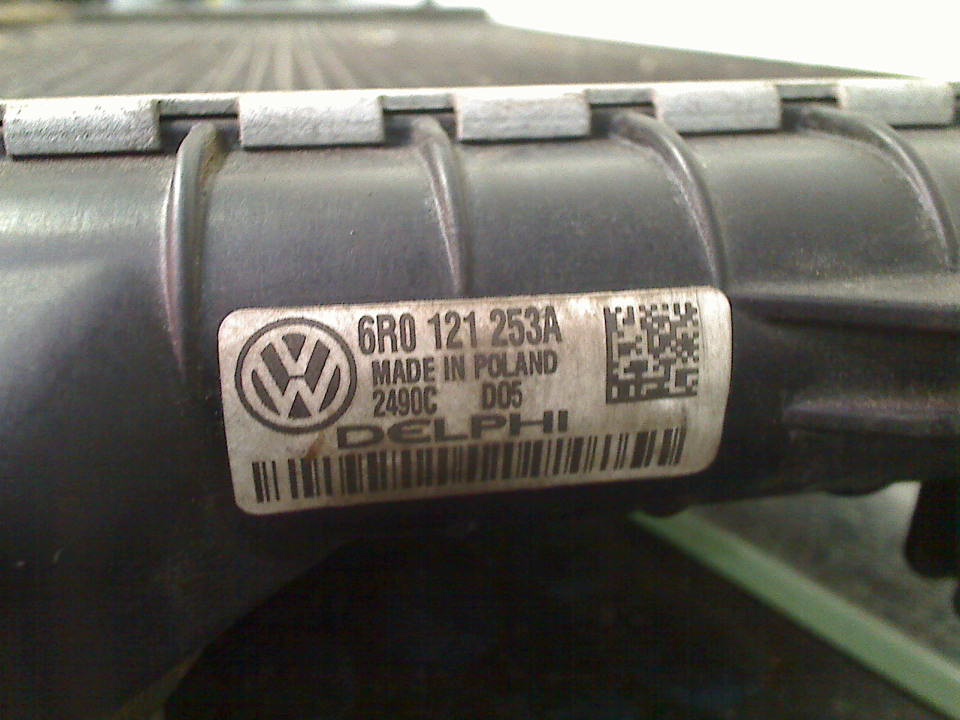 6R0 121 253A
MADE IN POLAND
2490C D05
DELPHI